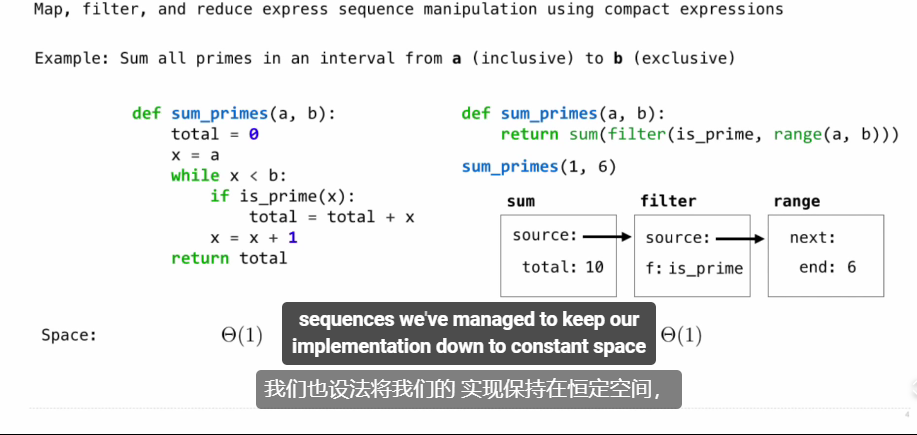 Map, filter, and reduce express sequence manipulation using compact expressions
Example: Sum all primes in an interval from a (inclusive) to b (exclusive)
def sum_primes(a, b):
    total = 0
    x = a
    while x < b:
        if is_prime(x):
            total = total + x
        x = x + 1
    return total
def sum_primes(a, b):
    return sum(filter(is_prime, range(a, b)))
sum_primes(1, 6)
sum
source:
total: 10
filter
source:
f: is_prime
range
next:
end: 6
Space:
Θ(1)
Θ(1)
sequences we've managed to keep our
implementation down to constant space
我们也设法将我们的 实现保持在恒定空间，
4